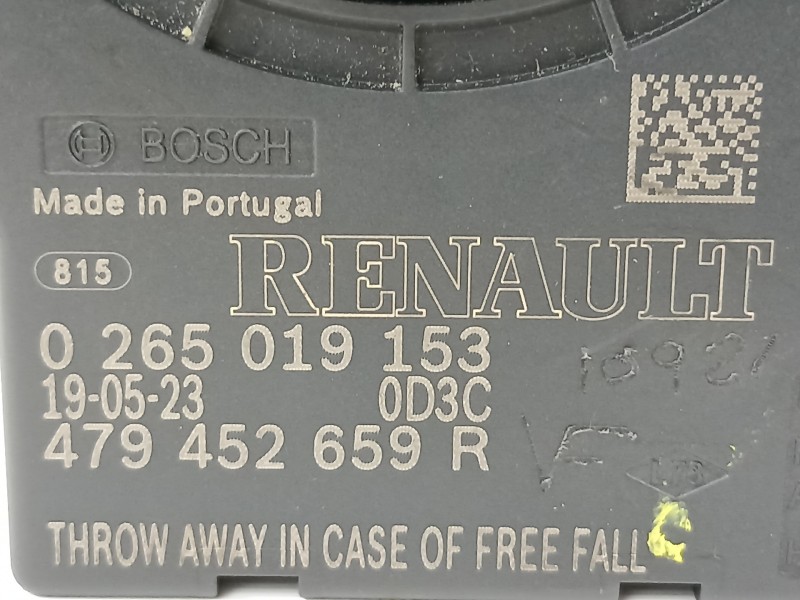 BOSCH
Made in Portugal
815
RENAULT
0 265 019 153
19-05-23 0D3C
479 452 659 R
THROW AWAY IN CASE OF FREE FALL